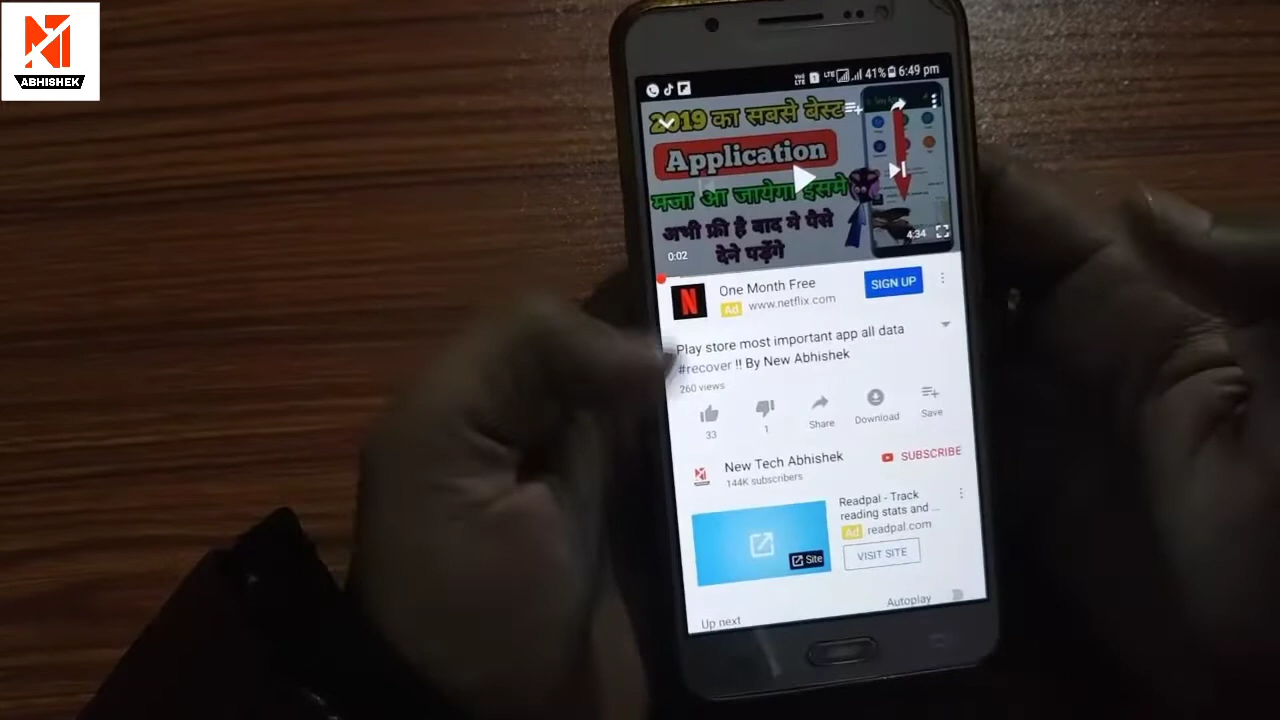 ABHISHEK
VoLTE 1 LTE 41% 6:49 pm
2019 का सबसे बेस्ट
Application
मजा आ जायेगा इसमे
अभी फ्री है बाद मे पैसे
देने पड़ेंगे
0:02
4:34
N
One Month Free
SIGN UP
Ad www.netflix.com
Play store most important app all data
#recover !! By New Abhishek
260 views
33
1
Share
Download
Save
New Tech Abhishek
SUBSCRIBE
144K subscribers
Readpal - Track
reading stats and ...
Ad readpal.com
Site
VISIT SITE
Up next
Autoplay